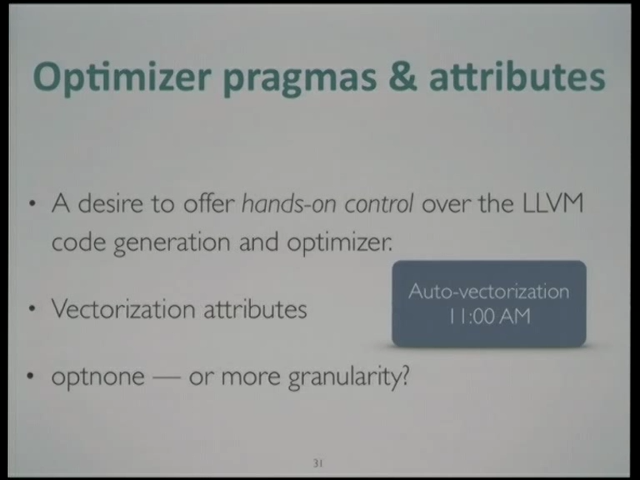 Optimizer pragmas & attributes
• A desire to offer hands-on control over the LLVM
code generation and optimizer.
• Vectorization attributes
Auto-vectorization
11:00 AM
• optnone — or more granularity?
31